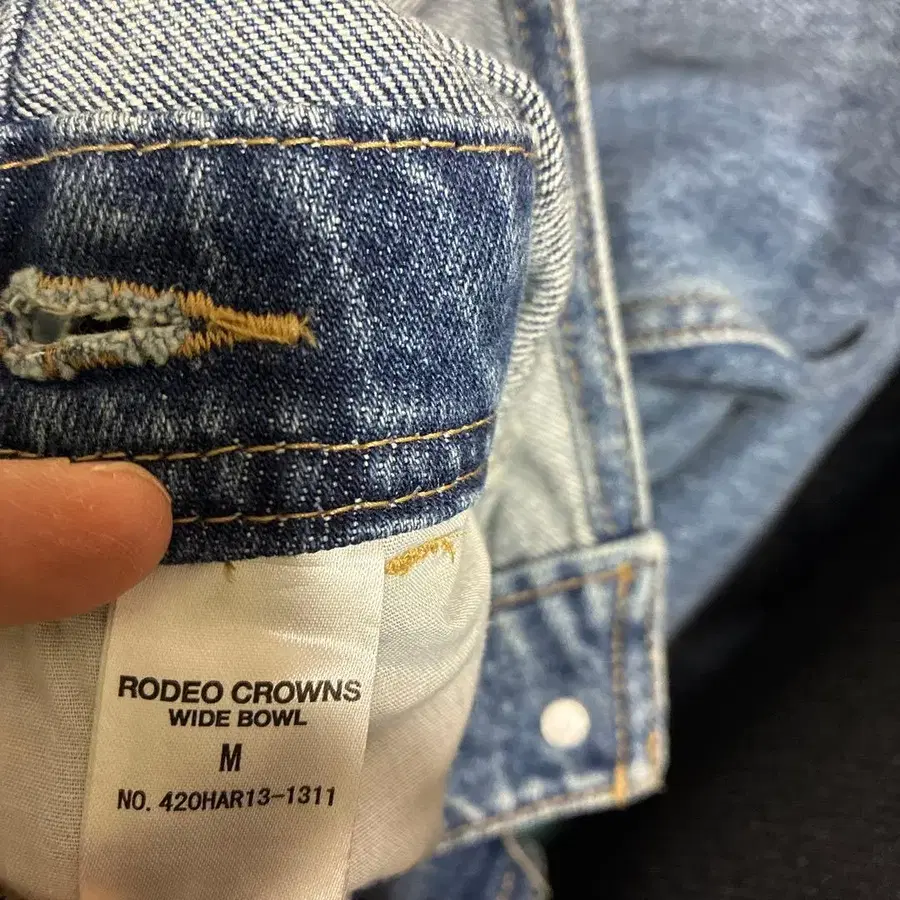 RODEO CROWNS
WIDE BOWL
M
NO. 420HAR13-1311